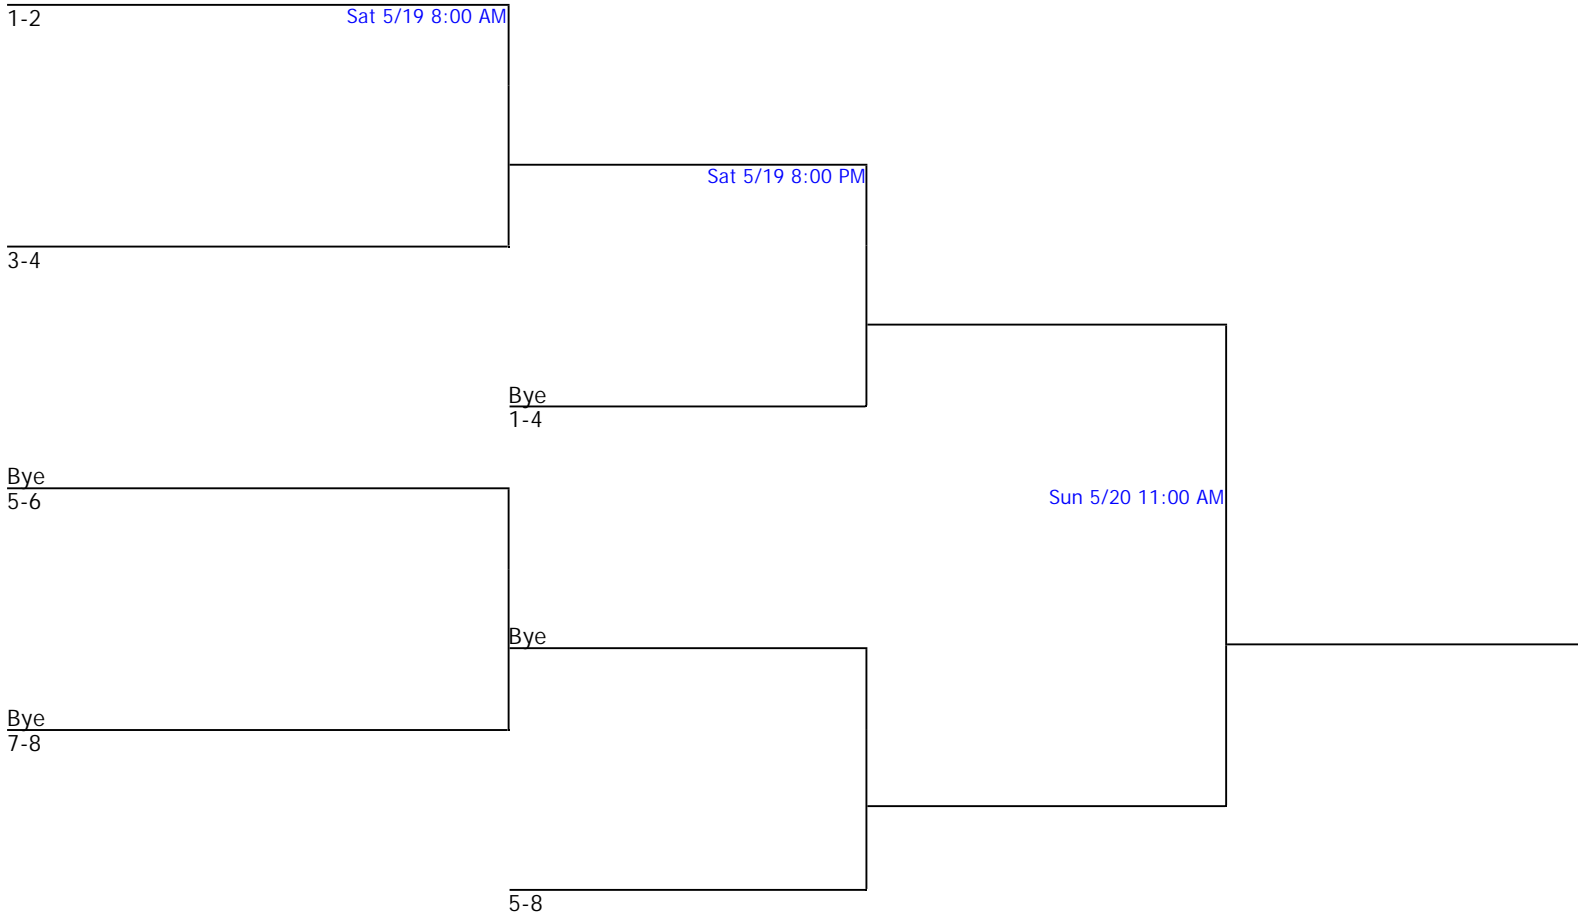 1-2
Sat 5/19 8:00 AM
Sat 5/19 8:00 PM
3-4
Bye
1-4
Bye
5-6
Sun 5/20 11:00 AM
Bye
Bye
7-8
5-8